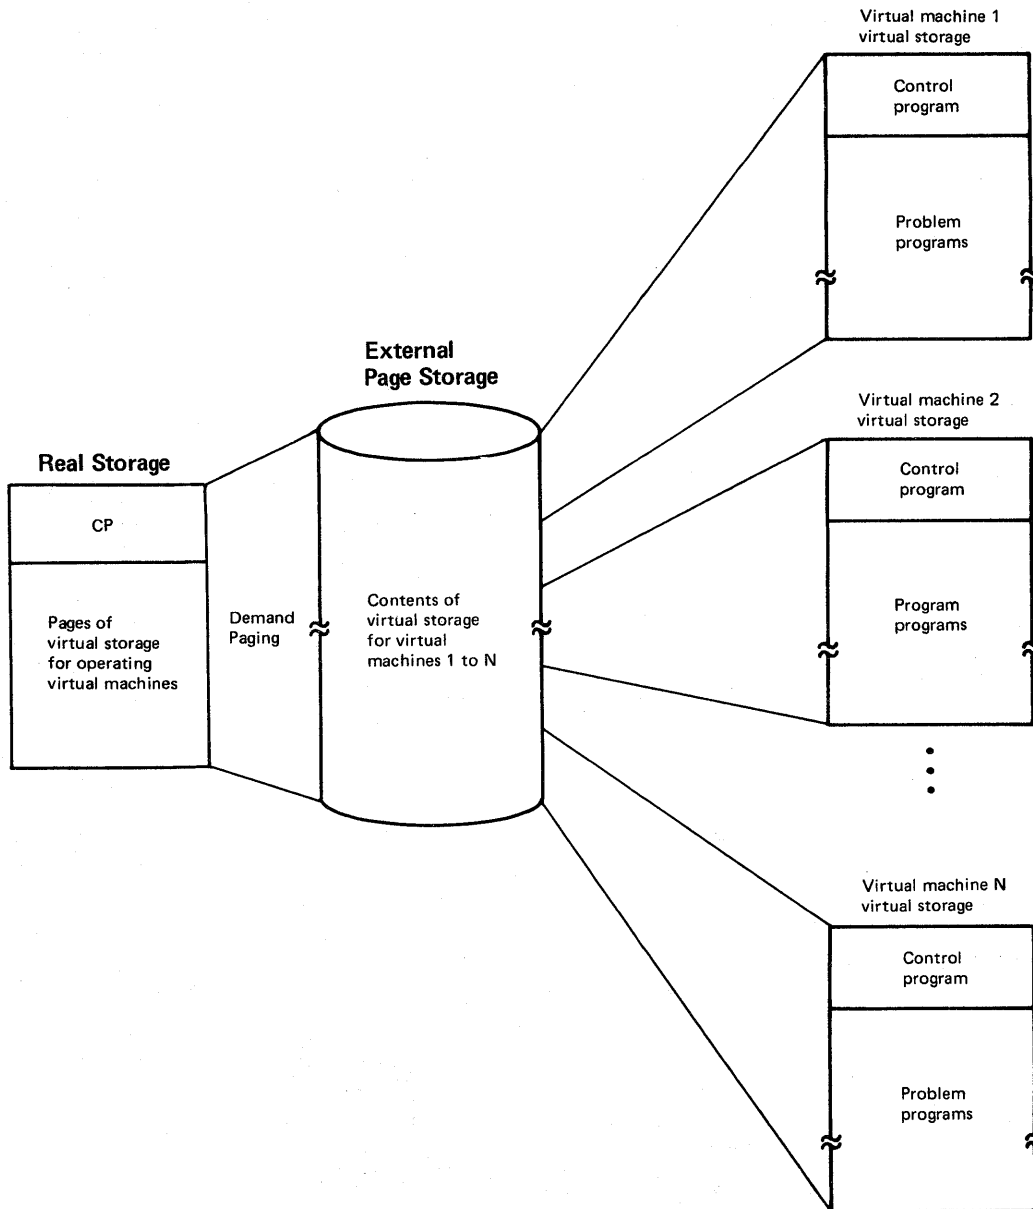 Virtual machine 1
virtual storage
Control
program
Problem
programs
External
Page Storage
Virtual machine 2
virtual storage
Real Storage
Control
program
CP
Pages of
virtual storage
for operating
virtual machines
Demand
Paging
Contents of
virtual storage
for virtual
machines 1 to N
Program
programs
Virtual machine N
virtual storage
Control
program
Problem
programs